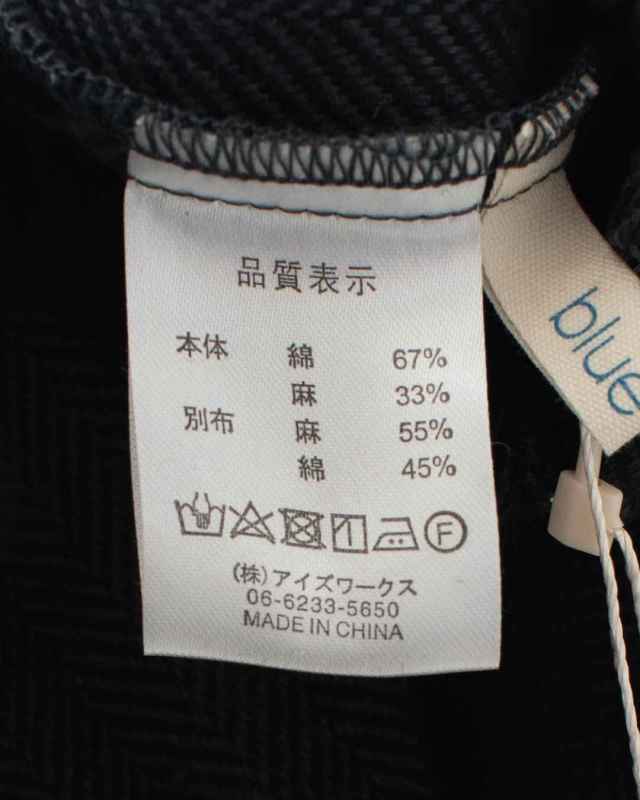 品質表示
本体 綿 67%
麻 33%
別布 麻 55%
綿 45%
F
(株)アイズワークス
06-6233-5650
MADE IN CHINA
blue